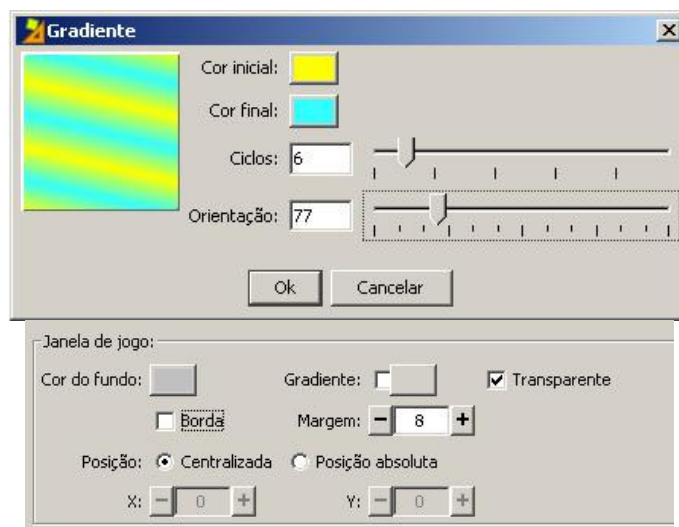 Gradiente
Cor inicial:
Cor final:
Ciclos: 6
Orientação: 77
Ok Cancelar
Janela de jogo:
Cor do fundo: Gradiente: Transparente
Borda Margem: 8
Posição: Centralizada Posição absoluta
X: 0 Y: 0